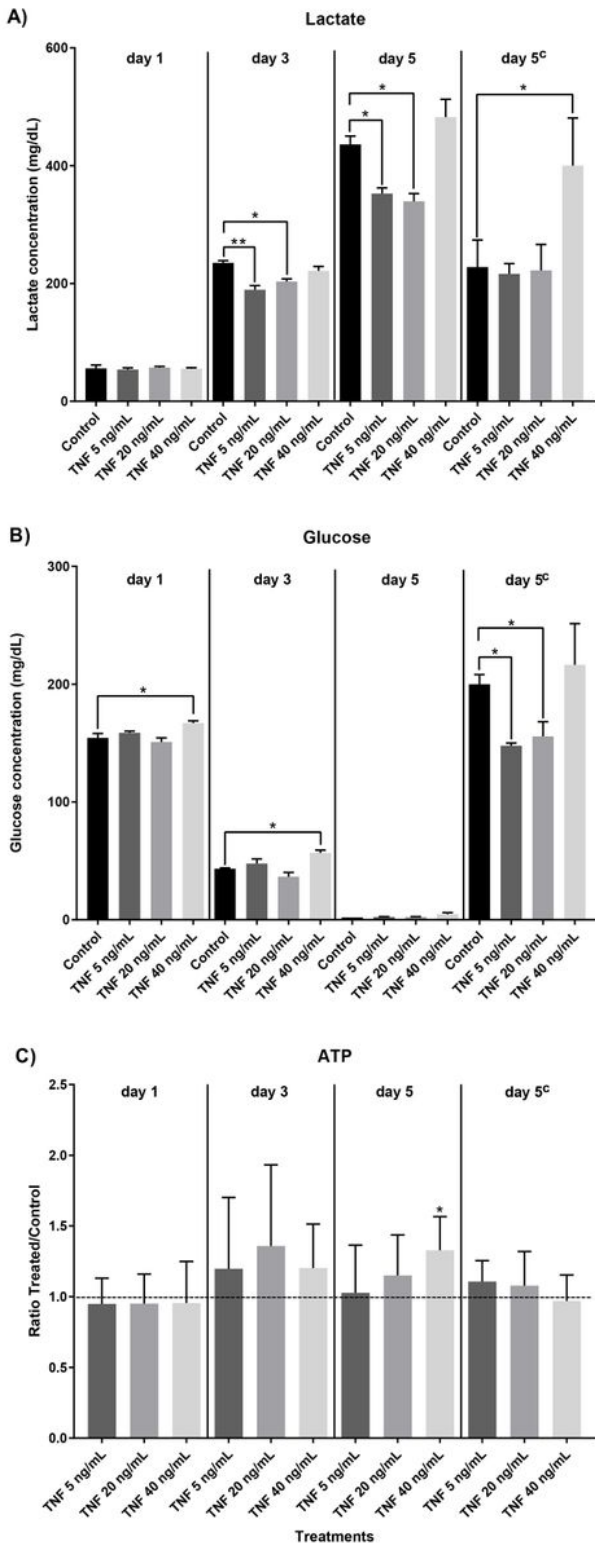 A)
Lactate
day 1 day 3 day 5 day 5ᶜ
Lactate concentration (mg/dL)
600
400
200
0
* ** * * *
Control TNF 5 ng/mL TNF 20 ng/mL TNF 40 ng/mL Control TNF 5 ng/mL TNF 20 ng/mL TNF 40 ng/mL Control TNF 5 ng/mL TNF 20 ng/mL TNF 40 ng/mL Control TNF 5 ng/mL TNF 20 ng/mL TNF 40 ng/mL
B)
Glucose
day 1 day 3 day 5 day 5ᶜ
Glucose concentration (mg/dL)
300
200
100
0
* * * *
Control TNF 5 ng/mL TNF 20 ng/mL TNF 40 ng/mL Control TNF 5 ng/mL TNF 20 ng/mL TNF 40 ng/mL Control TNF 5 ng/mL TNF 20 ng/mL TNF 40 ng/mL Control TNF 5 ng/mL TNF 20 ng/mL TNF 40 ng/mL
C)
ATP
day 1 day 3 day 5 day 5ᶜ
Ratio Treated/Control
2.5
2.0
1.5
1.0
0.5
0.0
*
TNF 5 ng/mL TNF 20 ng/mL TNF 40 ng/mL TNF 5 ng/mL TNF 20 ng/mL TNF 40 ng/mL TNF 5 ng/mL TNF 20 ng/mL TNF 40 ng/mL TNF 5 ng/mL TNF 20 ng/mL TNF 40 ng/mL
Treatments